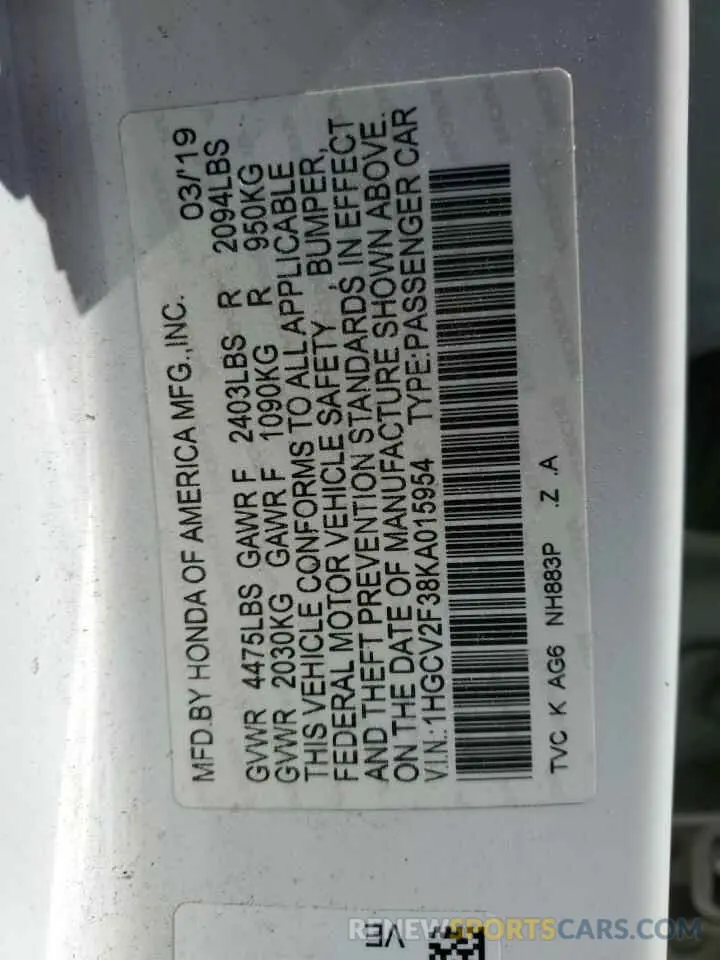 MFD.BY HONDA OF AMERICA MFG.,INC. 03/'19
GVWR 4475LBS GAWR F 2403LBS R 2094LBS
GVWR 2030KG GAWR F 1090KG R 950KG
THIS VEHICLE CONFORMS TO ALL APPLICABLE
FEDERAL MOTOR VEHICLE SAFETY , BUMPER,
AND THEFT PREVENTION STANDARDS IN EFFECT
ON THE DATE OF MANUFACTURE SHOWN ABOVE.
V.I.N.:1HGCV2F38KA015954 TYPE:PASSENGER CAR
TVC K AG6 NH883P .Z .A
VE
RENEWSPORTSCARS.COM